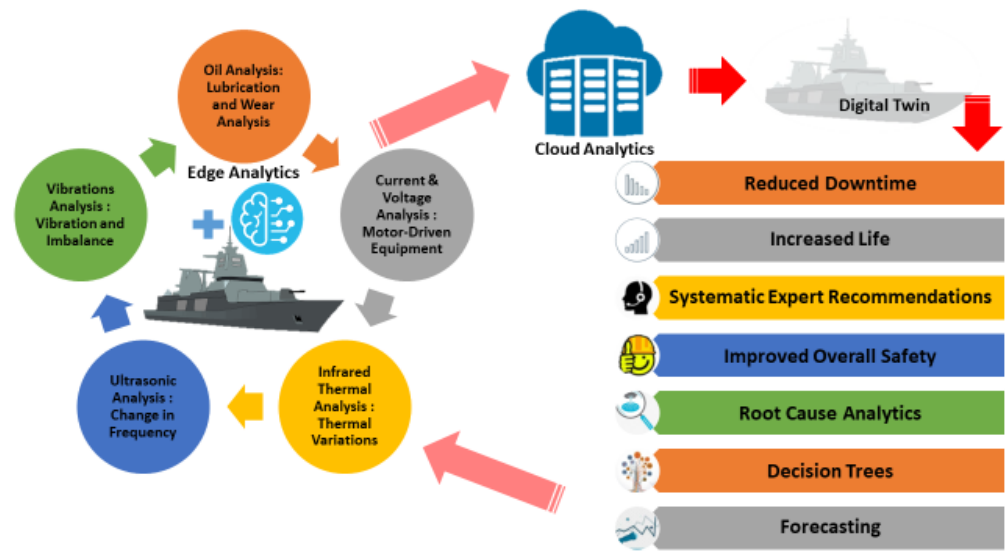 Oil Analysis:
Lubrication
and Wear
Analysis
Edge Analytics
Vibrations
Analysis :
Vibration and
Imbalance
Current &
Voltage
Analysis :
Motor-Driven
Equipment
Infrared
Thermal
Analysis :
Thermal
Variations
Ultrasonic
Analysis :
Change in
Frequency
Cloud Analytics
Digital Twin
Reduced Downtime
Increased Life
Systematic Expert Recommendations
Improved Overall Safety
Root Cause Analytics
Decision Trees
Forecasting